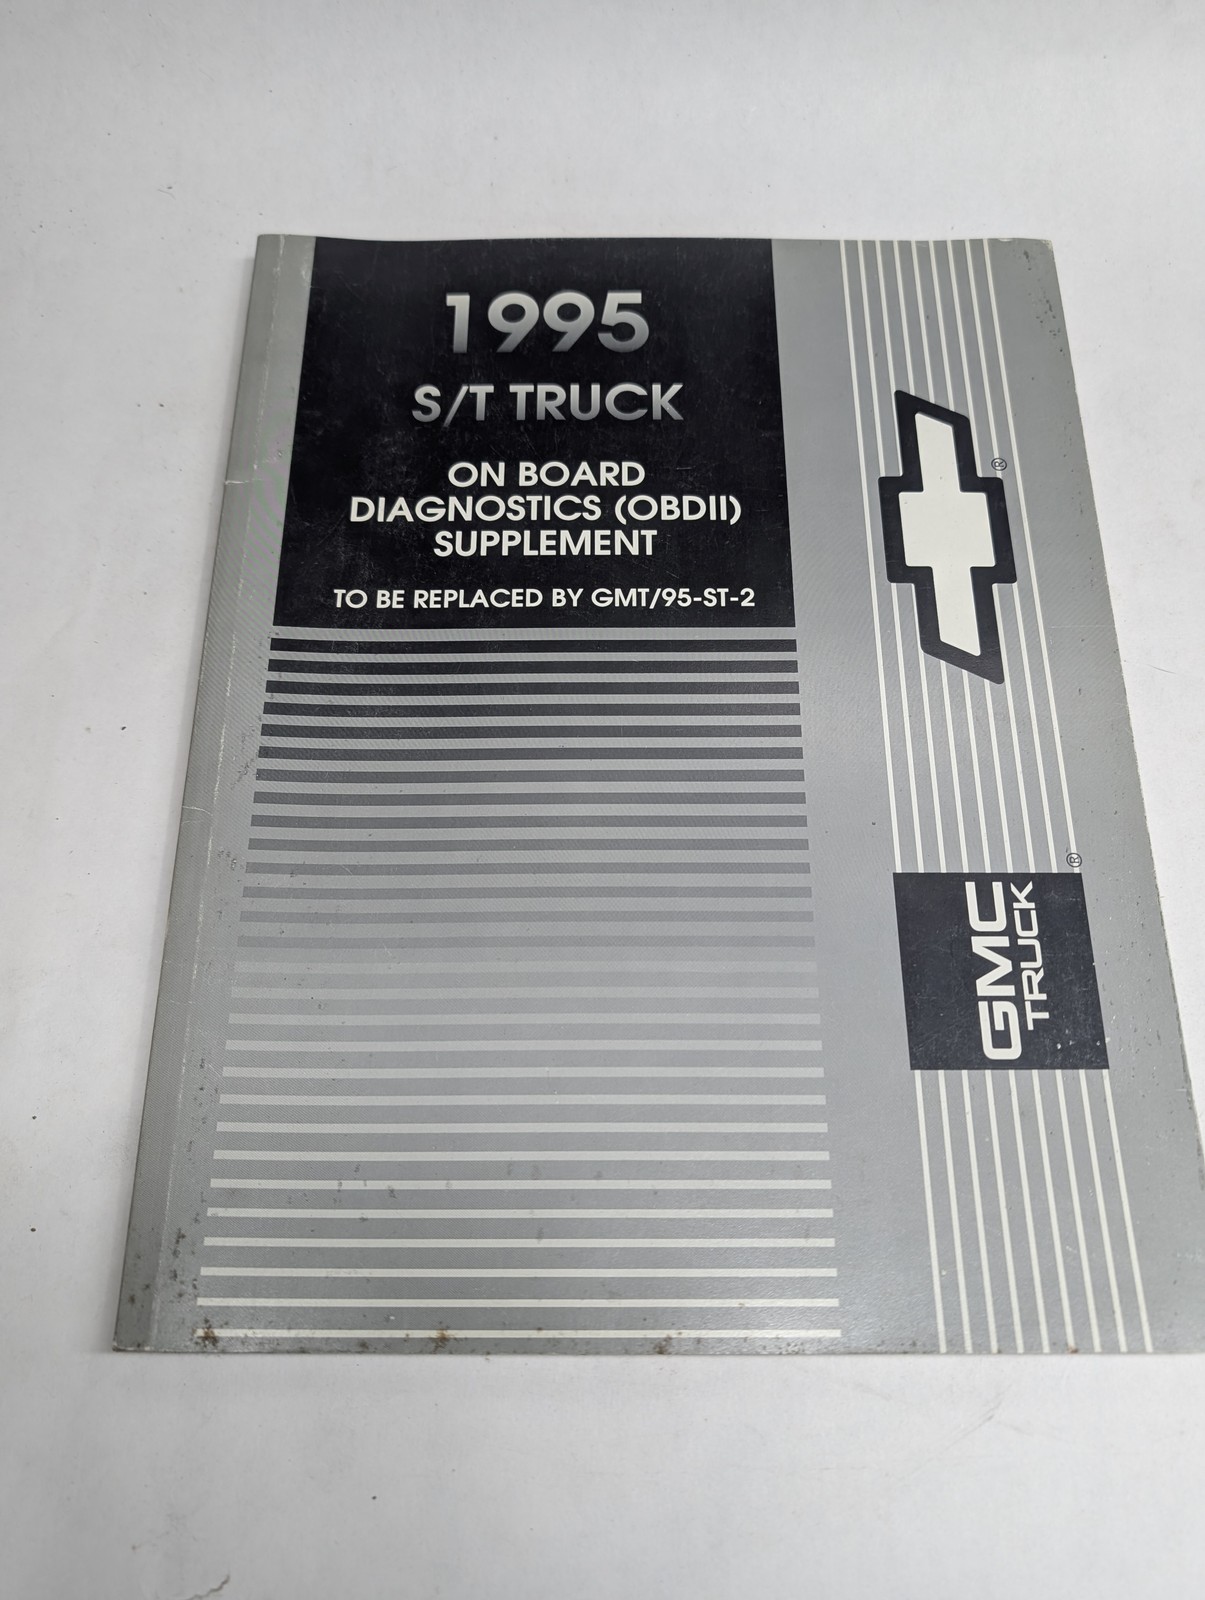 1995
S/T TRUCK
ON BOARD
DIAGNOSTICS (OBDII)
SUPPLEMENT
TO BE REPLACED BY GMT/95-ST-2
®
®
GMC
TRUCK